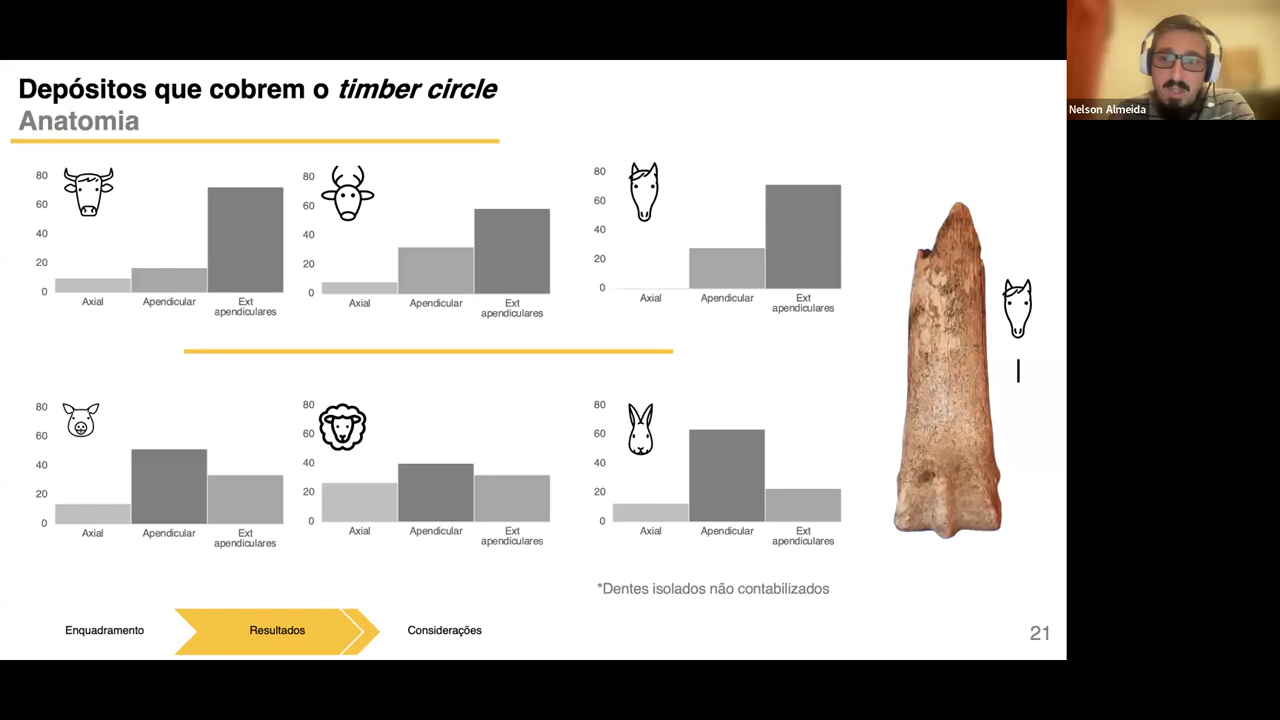 Depósitos que cobrem o timber circle
Anatomia
Nelson Almeida
80
60
40
20
0
Axial
Apendicular
Ext
apendiculares
80
60
40
20
0
Axial
Apendicular
Ext
apendiculares
80
60
40
20
0
Axial
Apendicular
Ext
apendiculares
80
60
40
20
0
Axial
Apendicular
Ext
apendiculares
80
60
40
20
0
Axial
Apendicular
Ext
apendiculares
80
60
40
20
0
Axial
Apendicular
Ext
apendiculares
*Dentes isolados não contabilizados
Enquadramento
Resultados
Considerações
21